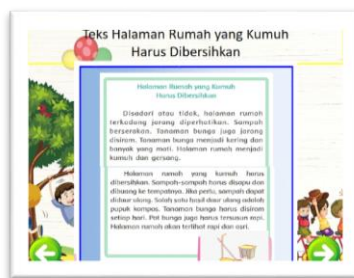 Teks Halaman Rumah yang Kumuh
Harus Dibersihkan
Halaman Rumah yang Kumuh
Harus Dibersihkan
Disadari atau tidak, halaman rumah
terkadang jarang diperhatikan. Sampah
berserakan. Tanaman bunga juga jarang
disiram. Tanaman bunga menjadi kering dan
banyak yang mati. Halaman rumah menjadi
kumuh dan gersang.
Halaman rumah yang kumuh harus
dibersihkan. Sampah-sampah harus disapu dan
dibuang ke tempatnya. Jika perlu, sampah dapat
didaur ulang. Salah satu hasil daur ulang adalah
pupuk kompos. Tanaman bunga harus disiram
setiap hari. Pot bunga juga harus tersusun rapi.
Halaman rumah akan terlihat rapi dan asri.